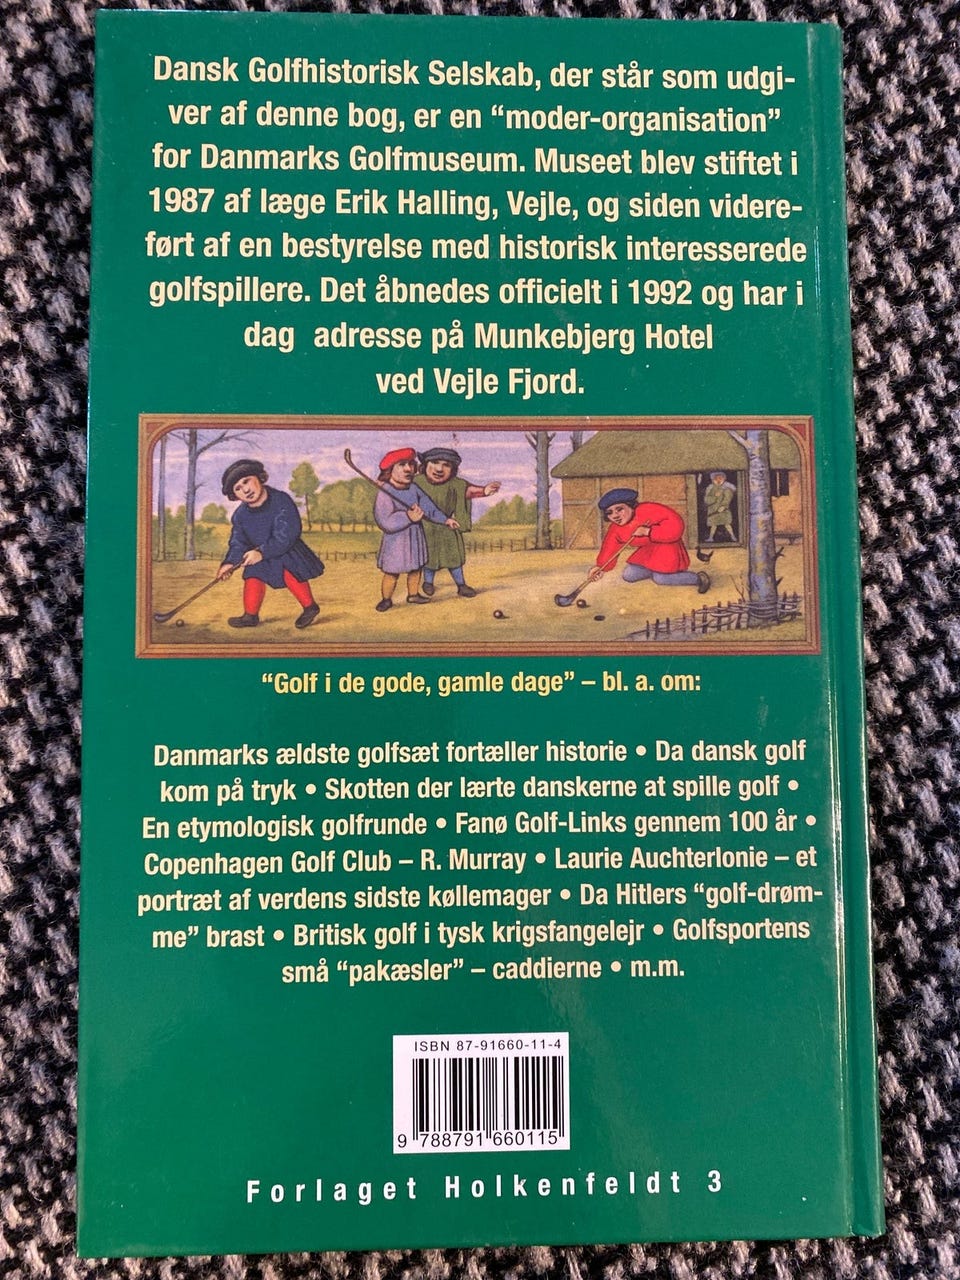 Dansk Golfhistorisk Selskab, der står som udgi-
ver af denne bog, er en “moder-organisation”
for Danmarks Golfmuseum. Museet blev stiftet i
1987 af læge Erik Halling, Vejle, og siden videre-
ført af en bestyrelse med historisk interesserede
golfspillere. Det åbnedes officielt i 1992 og har i
dag adresse på Munkebjerg Hotel
ved Vejle Fjord.
“Golf i de gode, gamle dage” – bl. a. om:
Danmarks ældste golfsæt fortæller historie • Da dansk golf
kom på tryk • Skotten der lærte danskerne at spille golf •
En etymologisk golfrunde • Fanø Golf-Links gennem 100 år •
Copenhagen Golf Club – R. Murray • Laurie Auchterlonie – et
portræt af verdens sidste køllemager • Da Hitlers “golf-drøm-
me” brast • Britisk golf i tysk krigsfangelejr • Golfsportens
små “pakæsler” – caddierne • m.m.
ISBN 87-91660-11-4
9 788791 660115
Forlaget Holkenfeldt 3